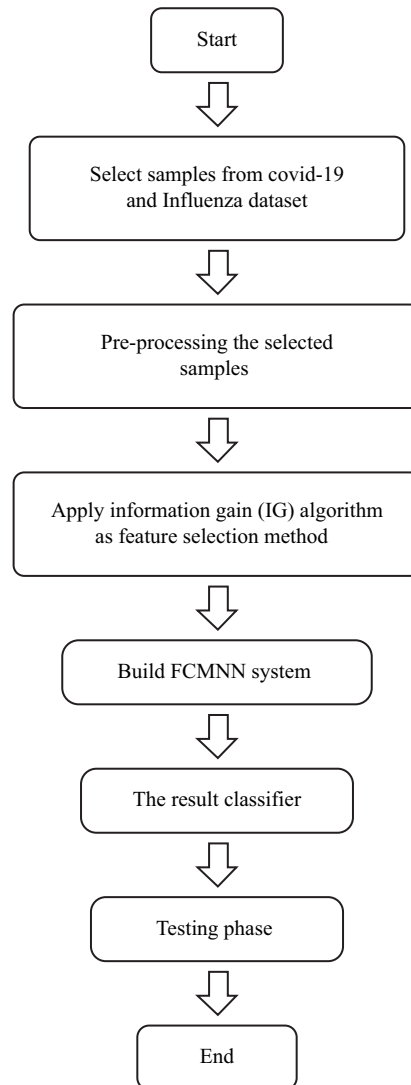 Start
Select samples from covid-19
and Influenza dataset
Pre-processing the selected
samples
Apply information gain (IG) algorithm
as feature selection method
Build FCMNN system
The result classifier
Testing phase
End